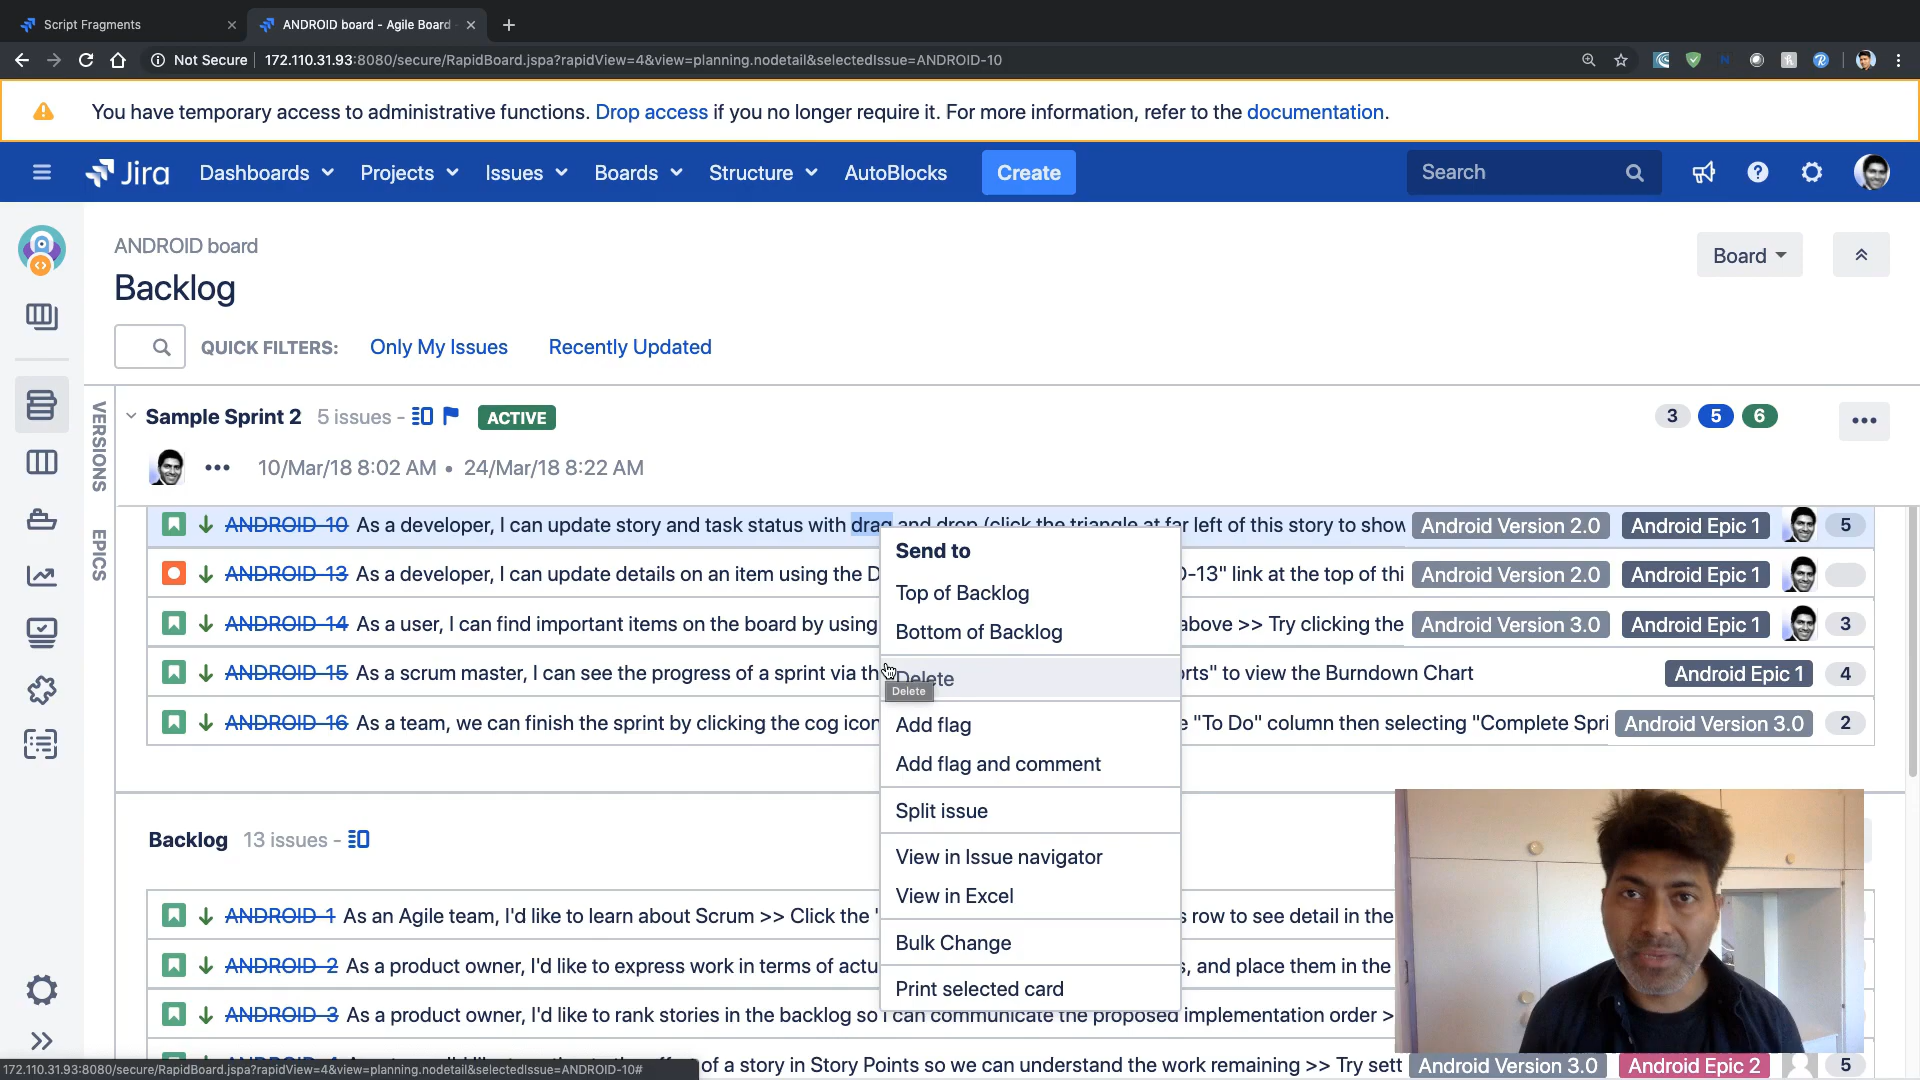 Script Fragments
ANDROID board - Agile Board -
Not Secure 172.110.31.93:8080/secure/RapidBoard.jspa?rapidView=4&view=planning.nodetail&selectedIssue=ANDROID-10
You have temporary access to administrative functions. Drop access if you no longer require it. For more information, refer to the documentation.
Jira Dashboards Projects Issues Boards Structure AutoBlocks Create Search
ANDROID board
Backlog
Board
QUICK FILTERS: Only My Issues Recently Updated
VERSIONS
EPICS
Sample Sprint 2 5 issues - ACTIVE 3 5 6
10/Mar/18 8:02 AM • 24/Mar/18 8:22 AM
ANDROID-10 As a developer, I can update story and task status with drag and drop (click the triangle at far left of this story to show Android Version 2.0 Android Epic 1 5
ANDROID-13 As a developer, I can update details on an item using the D -13" link at the top of thi Android Version 2.0 Android Epic 1
ANDROID-14 As a user, I can find important items on the board by using above >> Try clicking the Android Version 3.0 Android Epic 1 3
ANDROID-15 As a scrum master, I can see the progress of a sprint via th rts" to view the Burndown Chart Android Epic 1 4
ANDROID-16 As a team, we can finish the sprint by clicking the cog icon e "To Do" column then selecting "Complete Spri Android Version 3.0 2
Send to
Top of Backlog
Bottom of Backlog
Delete
Delete
Add flag
Add flag and comment
Split issue
View in Issue navigator
View in Excel
Bulk Change
Print selected card
Backlog 13 issues -
ANDROID-1 As an Agile team, I'd like to learn about Scrum >> Click the " s row to see detail in the
ANDROID-2 As a product owner, I'd like to express work in terms of actu s, and place them in the
ANDROID-3 As a product owner, I'd like to rank stories in the backlog so I can communicate the proposed implementation order >
of a story in Story Points so we can understand the work remaining >> Try sett Android Version 3.0 Android Epic 2 5
172.110.31.93:8080/secure/RapidBoard.jspa?rapidView=4&view=planning.nodetail&selectedIssue=ANDROID-10#